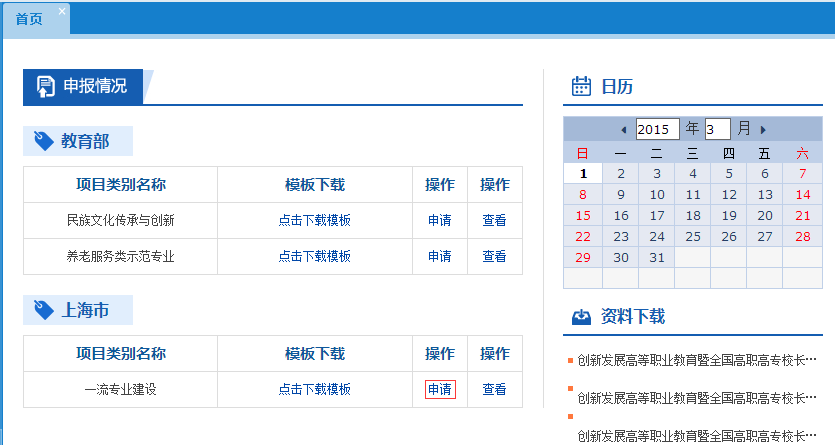 首页
申报情况
教育部
项目类别名称 模板下载 操作 操作
民族文化传承与创新 点击下载模板 申请 查看
养老服务类示范专业 点击下载模板 申请 查看
上海市
项目类别名称 模板下载 操作 操作
一流专业建设 点击下载模板 申请 查看
日历
2015 年 3 月
日 一 二 三 四 五 六
1 2 3 4 5 6 7
8 9 10 11 12 13 14
15 16 17 18 19 20 21
22 23 24 25 26 27 28
29 30 31
资料下载
创新发展高等职业教育暨全国高职高专校长…
创新发展高等职业教育暨全国高职高专校长…
创新发展高等职业教育暨全国高职高专校长…